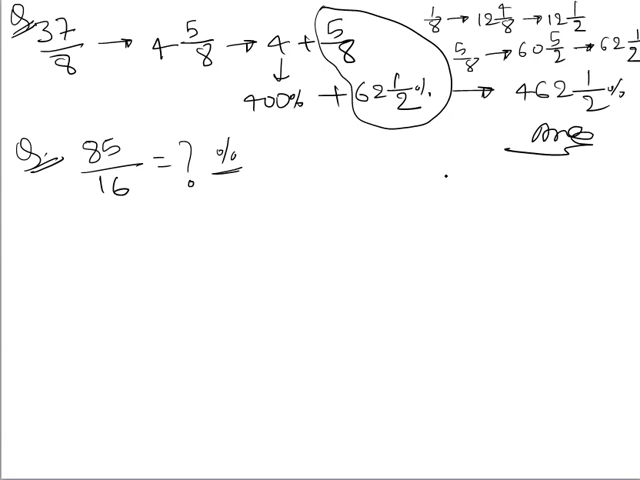 Q. 37/8 → 4 5/8 → 4 + 5/8
1/8 → 12 4/8 → 12 1/2
5/8 → 60 5/2 → 62 1/2
400% + 62 1/2 % → 462 1/2 %
Ans
Q. 85/16 = ? %